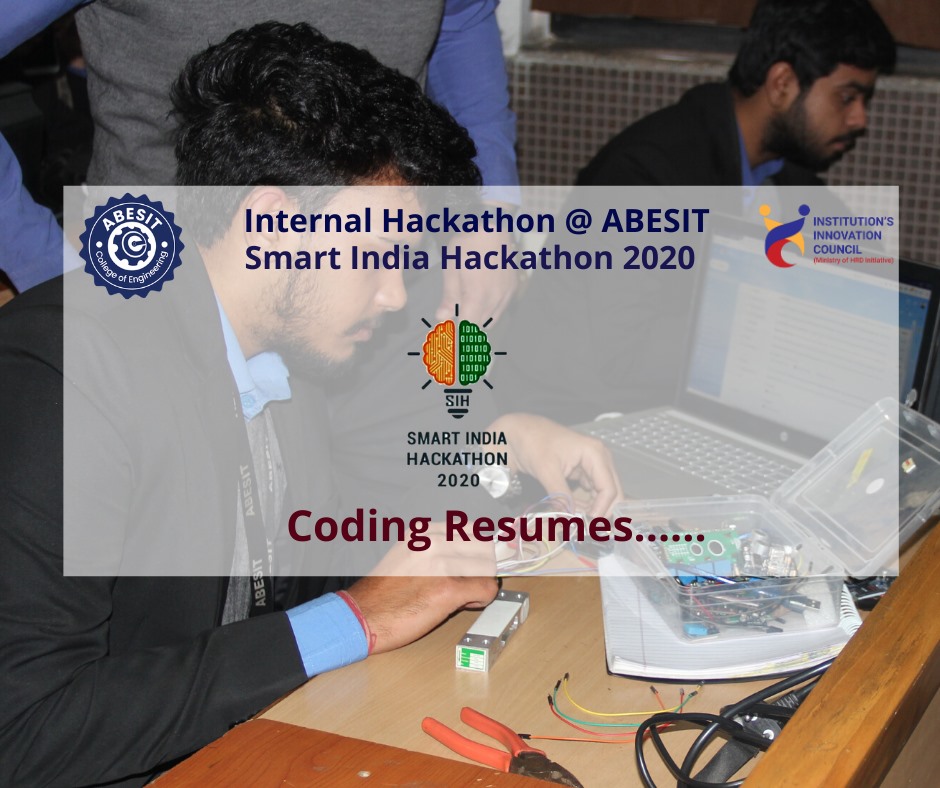 ABESIT
College of Engineering
Internal Hackathon @ ABESIT
Smart India Hackathon 2020
INSTITUTION'S
INNOVATION
COUNCIL
(Ministry of HRD Initiative)
SIH
SMART INDIA
HACKATHON
2020
Coding Resumes......
ABESIT
ABESIT